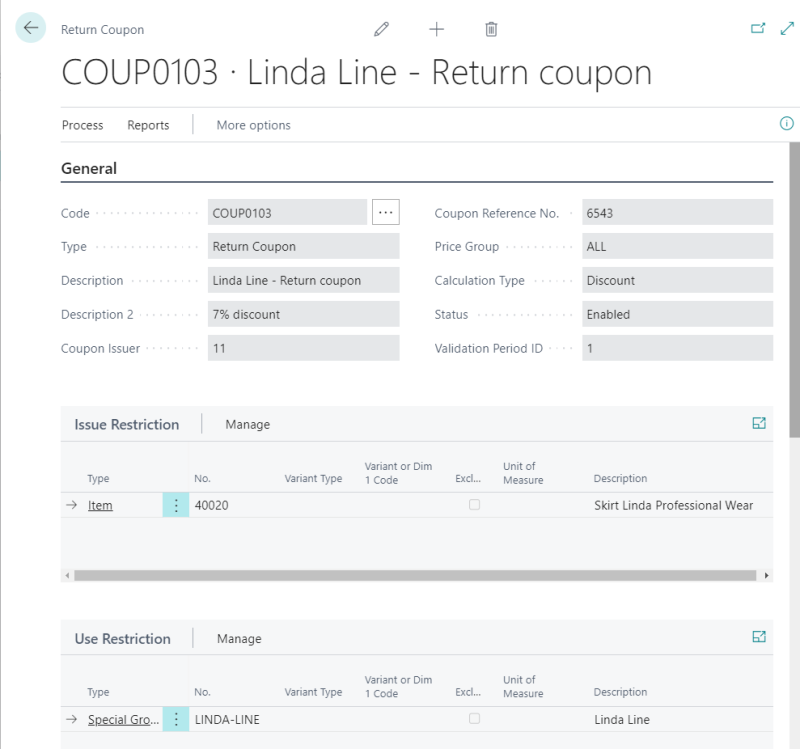 Return Coupon
COUP0103 · Linda Line - Return coupon
Process Reports More options
General
Code COUP0103 Coupon Reference No. 6543
Type Return Coupon Price Group ALL
Description Linda Line - Return coupon Calculation Type Discount
Description 2 7% discount Status Enabled
Coupon Issuer 11 Validation Period ID 1
Issue Restriction Manage
Variant or Dim Unit of
Type No. Variant Type 1 Code Excl... Measure Description
Item 40020 Skirt Linda Professional Wear
Use Restriction Manage
Variant or Dim Unit of
Type No. Variant Type 1 Code Excl... Measure Description
Special Gro... LINDA-LINE Linda Line